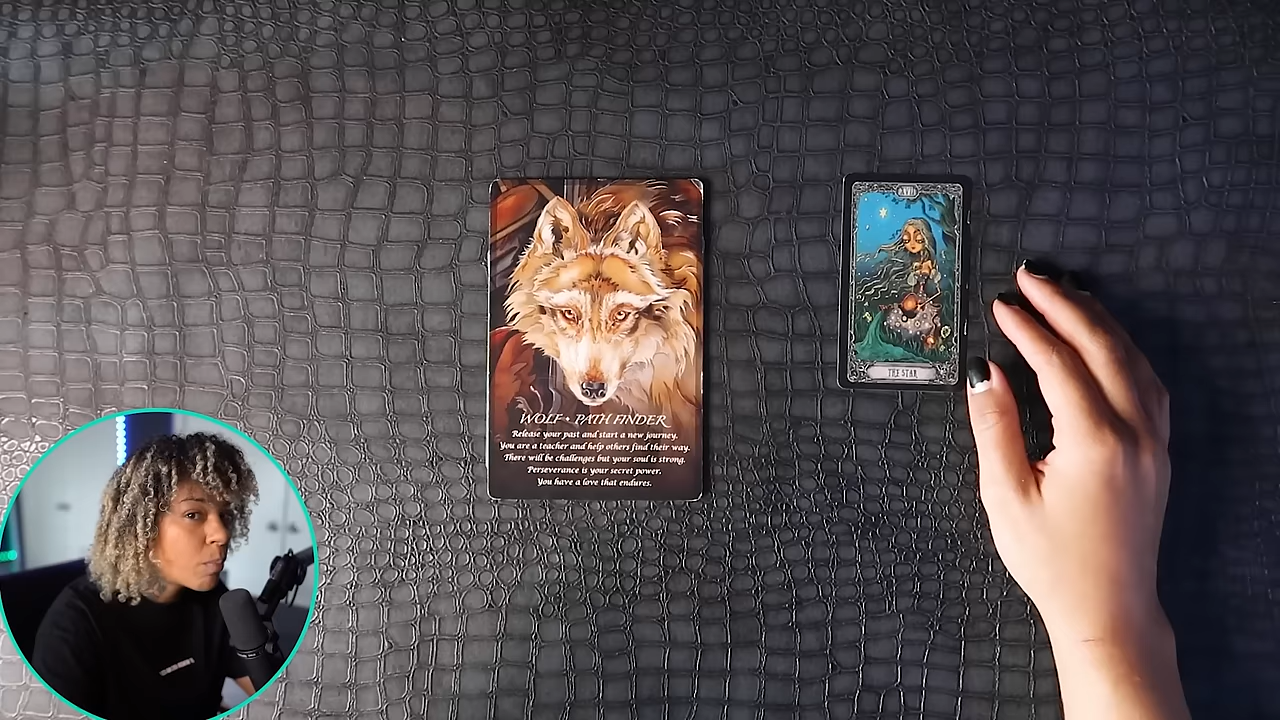 WOLF • PATH FINDER
Release your past and start a new journey.
You are a teacher and help others find their way.
There will be challenges but your soul is strong.
Perseverance is your secret power.
You have a love that endures.
XVII
THE STAR